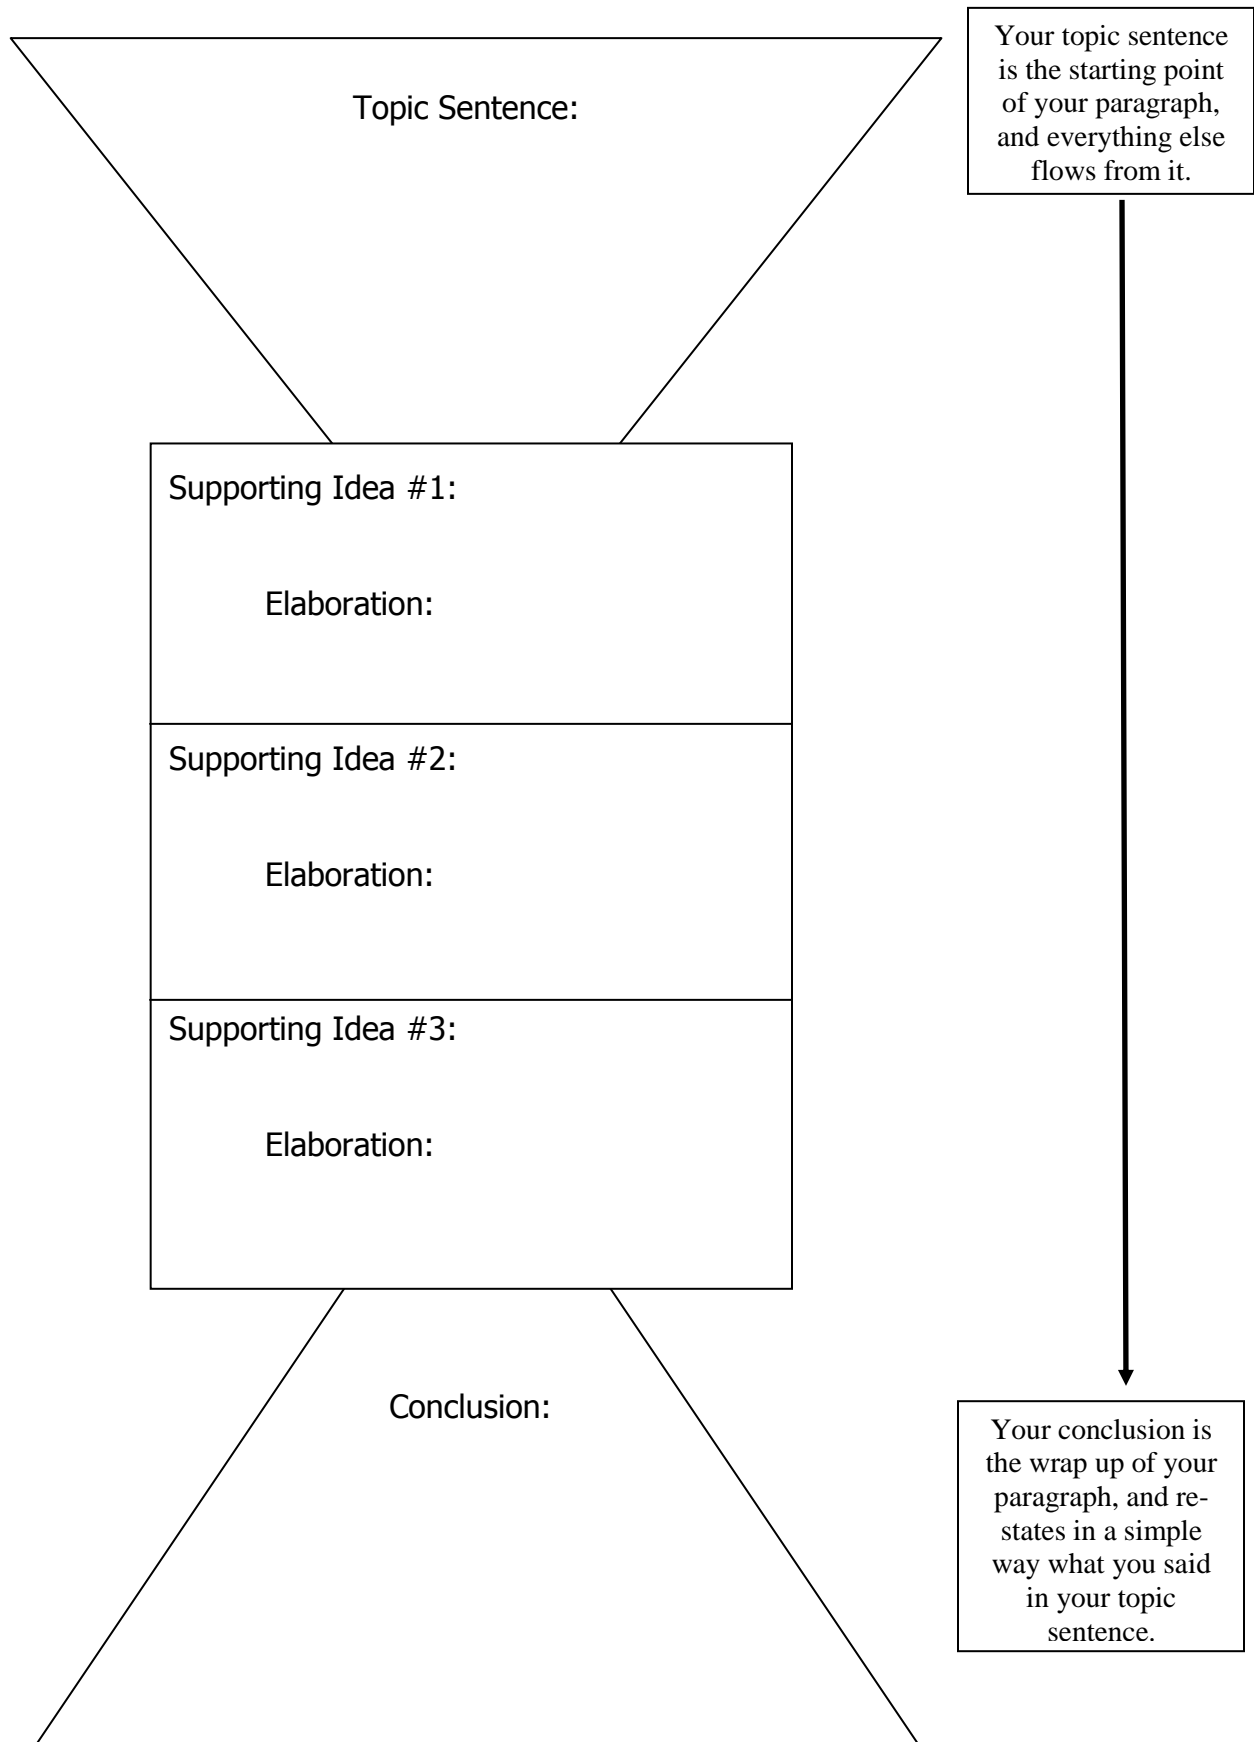 Topic Sentence:
Your topic sentence
is the starting point
of your paragraph,
and everything else
flows from it.
Supporting Idea #1:
Elaboration:
Supporting Idea #2:
Elaboration:
Supporting Idea #3:
Elaboration:
Conclusion:
Your conclusion is
the wrap up of your
paragraph, and re-
states in a simple
way what you said
in your topic
sentence.